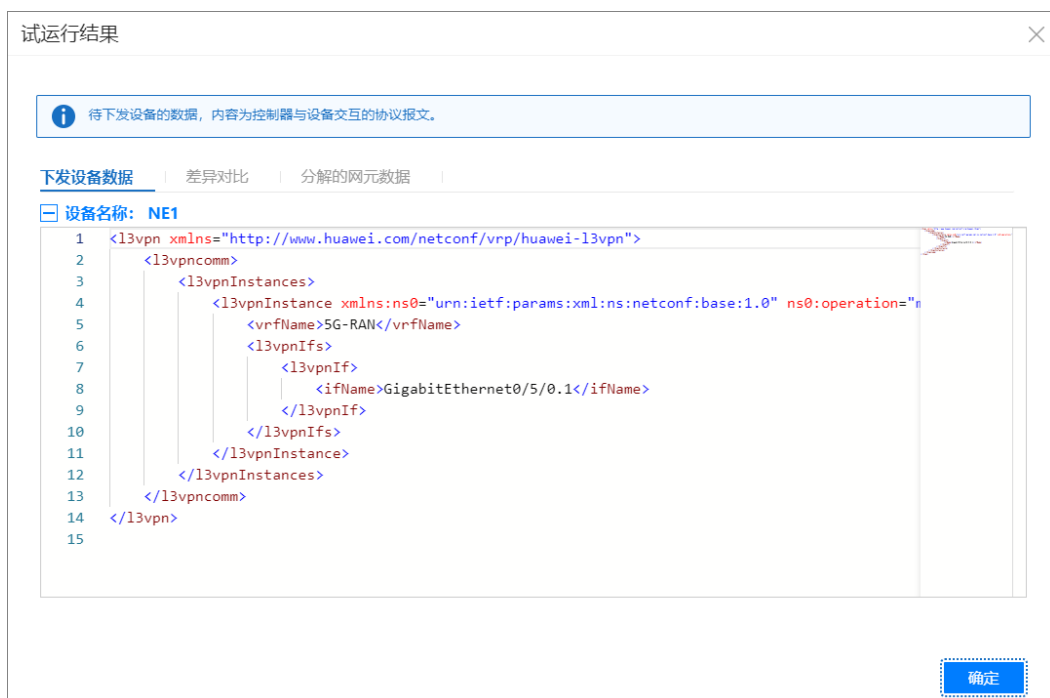 试运行结果
待下发设备的数据，内容为控制器与设备交互的协议报文。
下发设备数据 差异对比 分解的网元数据
设备名称： NE1
1 <l3vpn xmlns="http://www.huawei.com/netconf/vrp/huawei-l3vpn">
2 <l3vpncomm>
3 <l3vpnInstances>
4 <l3vpnInstance xmlns:ns0="urn:ietf:params:xml:ns:netconf:base:1.0" ns0:operation="
5 <vrfName>5G-RAN</vrfName>
6 <l3vpnIfs>
7 <l3vpnIf>
8 <ifName>GigabitEthernet0/5/0.1</ifName>
9 </l3vpnIf>
10 </l3vpnIfs>
11 </l3vpnInstance>
12 </l3vpnInstances>
13 </l3vpncomm>
14 </l3vpn>
15
确定